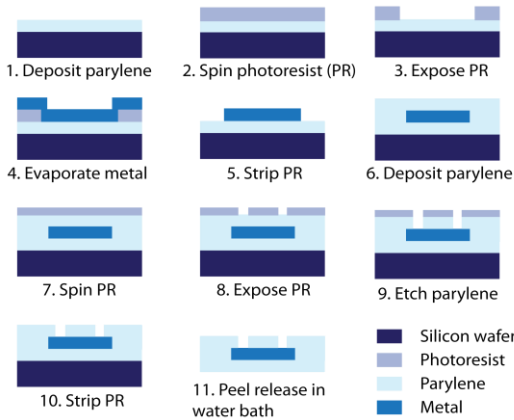 1. Deposit parylene
2. Spin photoresist (PR)
3. Expose PR
4. Evaporate metal
5. Strip PR
6. Deposit parylene
7. Spin PR
8. Expose PR
9. Etch parylene
10. Strip PR
11. Peel release in
water bath
Silicon wafer
Photoresist
Parylene
Metal